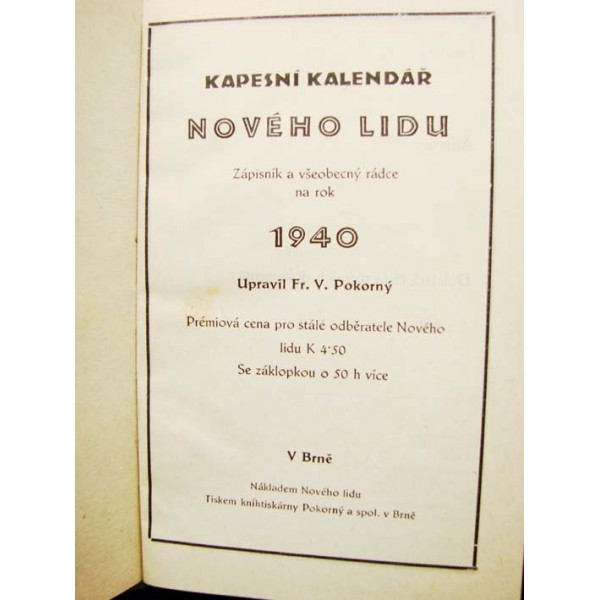 KAPESNÍ KALENDÁŘ
NOVÉHO LIDU
Zápisník a všeobecný rádce
na rok
1940
Upravil Fr. V. Pokorný
Prémiová cena pro stálé odběratele Nového
lidu K 4·50
Se záklopkou o 50 h více
V Brně
Nákladem Nového lidu
Tiskem knihtiskárny Pokorný a spol. v Brně